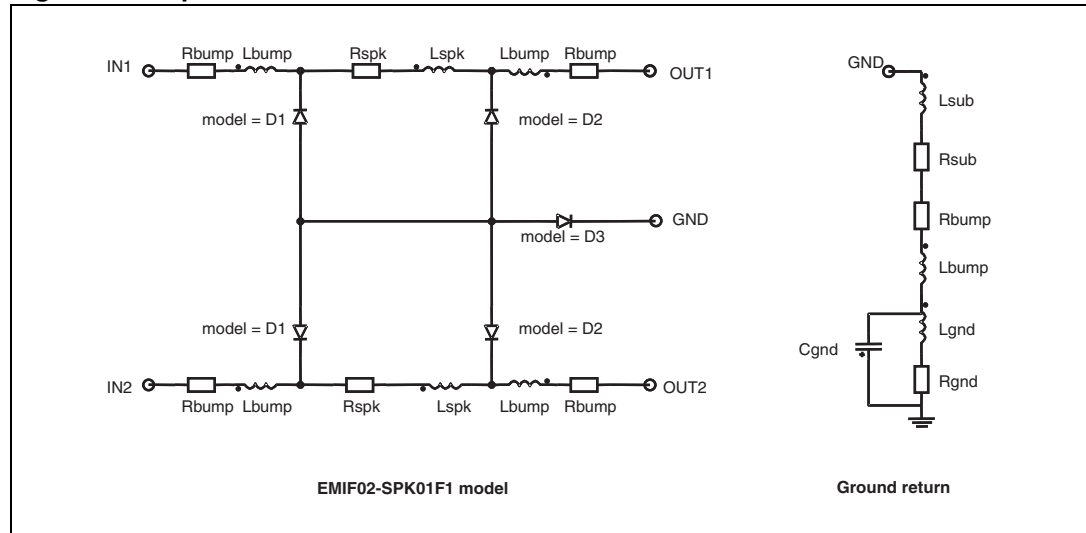 Rbump Lbump Rspk Lspk Lbump Rbump
IN1 OUT1
model = D1 model = D2
GND
model = D3
model = D1 model = D2
IN2 OUT2
Rbump Lbump Rspk Lspk Lbump Rbump
EMIF02-SPK01F1 model
GND
Lsub
Rsub
Rbump
Lbump
Lgnd
Cgnd
Rgnd
Ground return